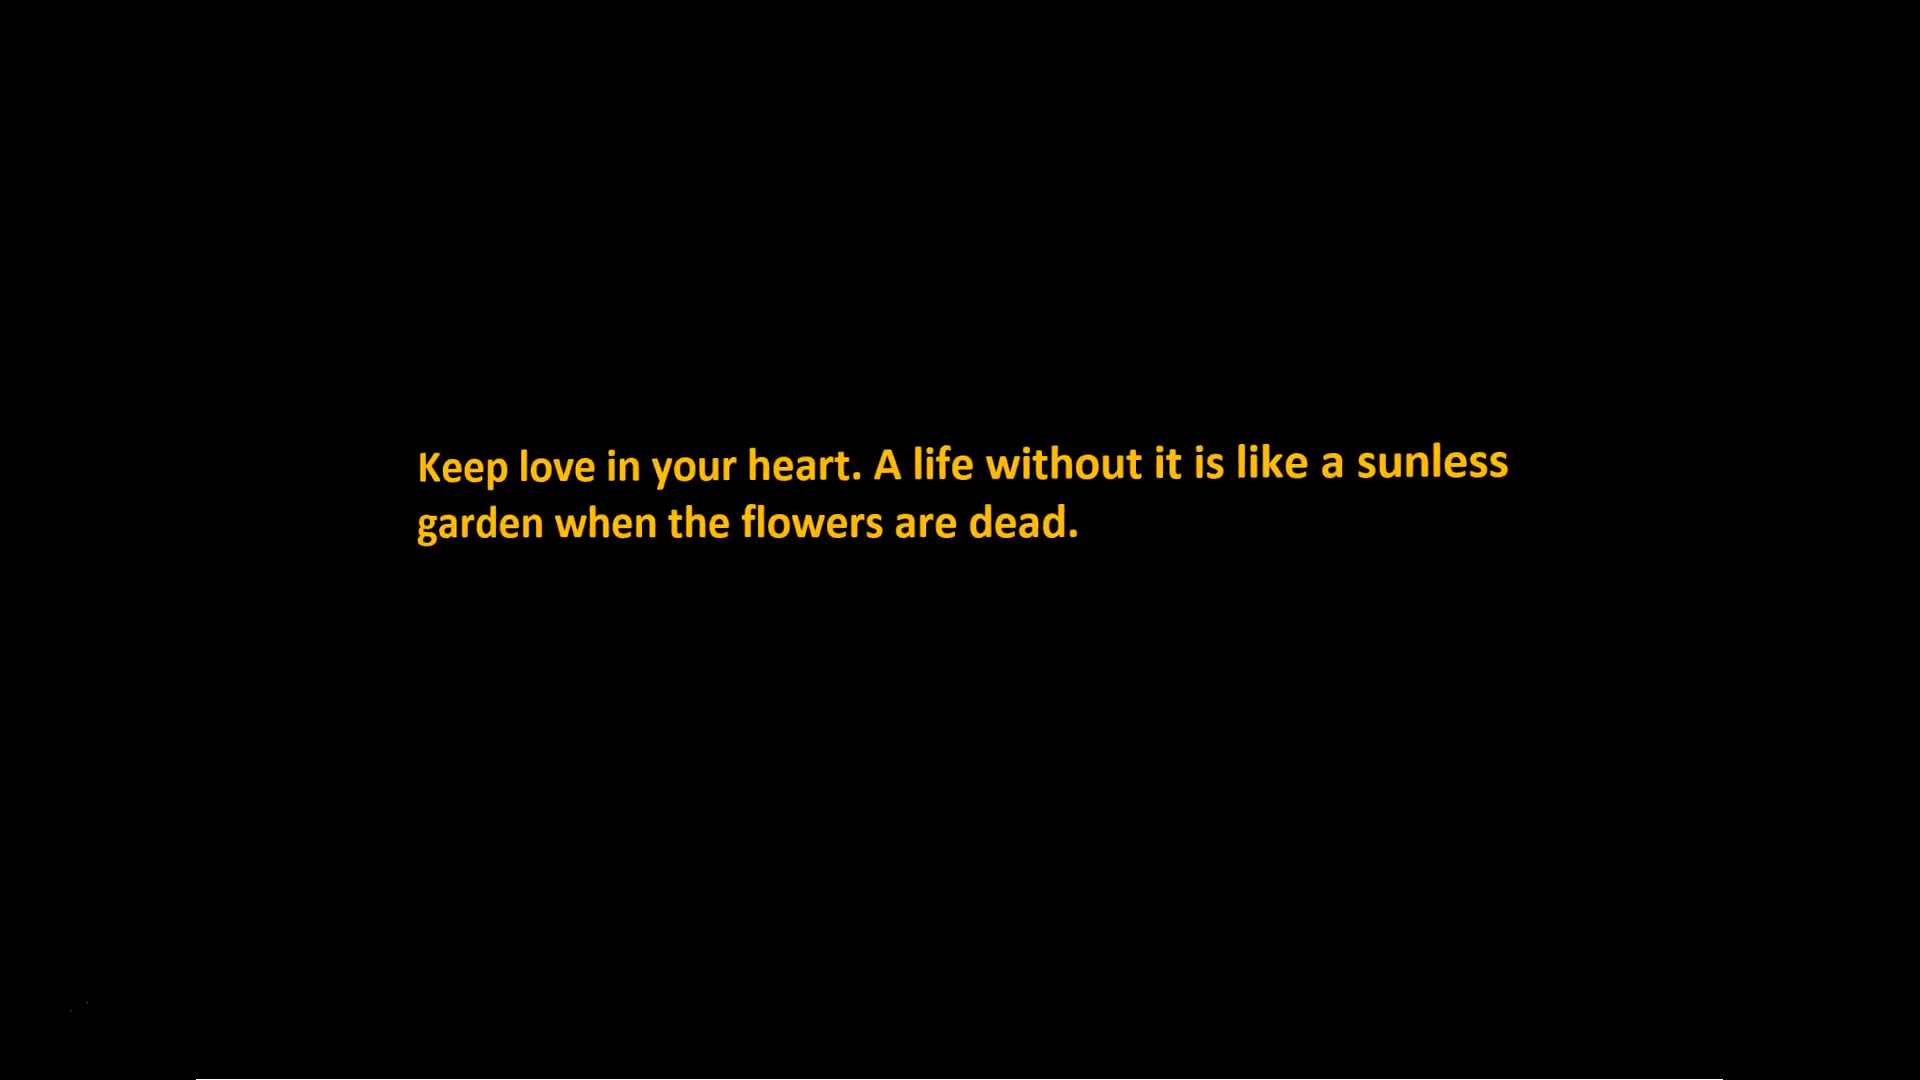 Keep love in your heart. A life without it is like a sunless
garden when the flowers are dead.